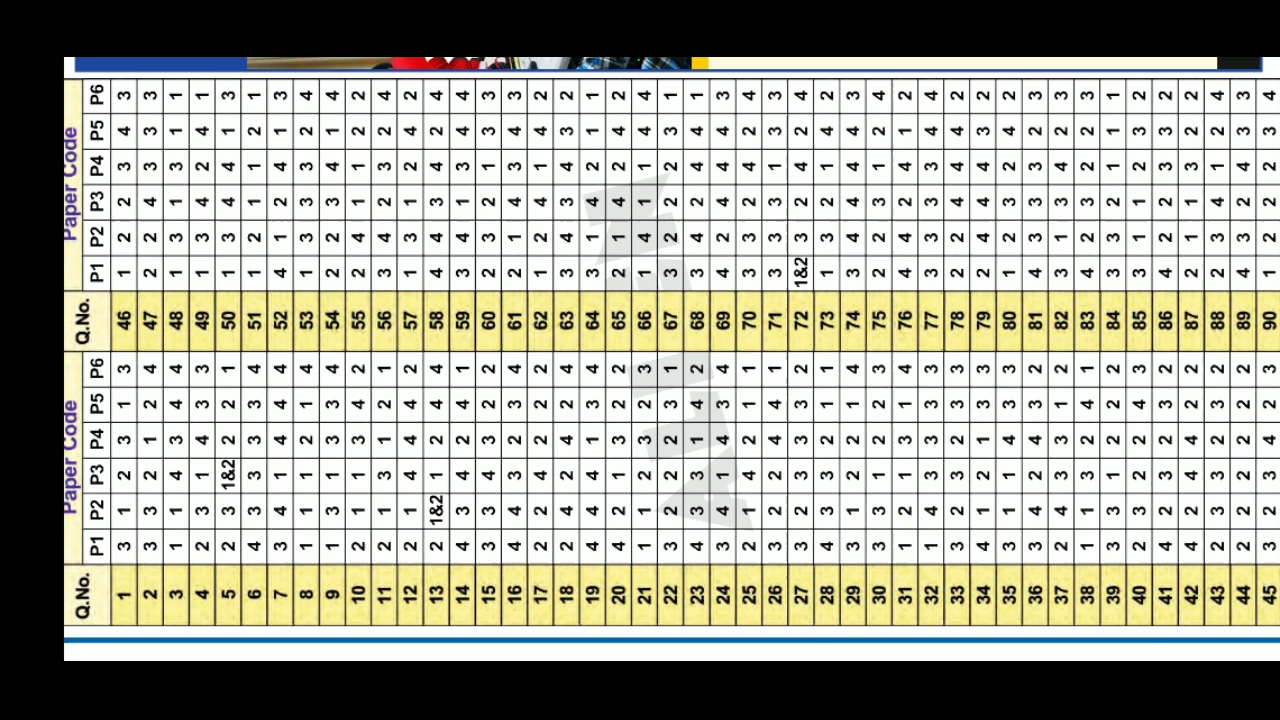 Q.No. Paper Code Q.No. Paper Code
P1 P2 P3 P4 P5 P6 P1 P2 P3 P4 P5 P6
1 3 1 2 3 1 3 46 1 2 2 3 4 3
2 3 3 2 1 2 4 47 2 2 4 3 3 3
3 1 1 4 3 4 4 48 1 3 1 3 1 1
4 2 3 1 4 3 3 49 1 3 4 2 4 1
5 2 3 1&2 2 2 1 50 1 3 4 4 1 3
6 4 3 3 3 3 4 51 1 2 1 1 2 1
7 3 4 1 4 4 4 52 4 1 2 4 1 3
8 1 1 1 2 1 4 53 1 3 3 3 2 4
9 1 3 1 3 3 4 54 2 2 3 4 1 4
10 2 1 1 3 4 2 55 2 4 1 1 2 2
11 2 1 3 1 2 1 56 3 4 2 3 2 4
12 2 1 4 4 4 2 57 1 3 1 2 4 2
13 2 1&2 1 2 4 4 58 4 4 3 4 2 4
14 4 3 4 2 4 1 59 3 4 1 3 4 4
15 3 3 4 3 2 2 60 2 3 2 1 3 3
16 4 4 3 2 3 4 61 2 1 4 3 4 3
17 2 2 4 2 2 2 62 1 2 4 1 4 2
18 2 4 2 4 2 4 63 3 4 3 4 3 2
19 4 4 4 1 3 4 64 3 1 4 2 1 1
20 4 2 1 3 2 2 65 2 1 4 2 4 2
21 1 1 2 3 2 3 66 1 4 1 1 4 4
22 3 2 2 2 3 1 67 3 3 2 2 3 1
23 4 3 3 1 4 2 68 3 4 2 4 4 1
24 3 4 1 4 3 4 69 4 2 4 4 4 3
25 2 1 4 2 1 1 70 3 3 2 4 2 4
26 3 2 2 4 4 1 71 3 3 3 1 3 3
27 3 2 3 3 3 2 72 1&2 3 2 4 2 4
28 4 3 3 2 1 1 73 1 3 2 1 4 2
29 3 1 2 2 1 4 74 3 4 4 4 4 3
30 3 3 1 2 2 3 75 2 2 3 1 2 4
31 1 2 1 3 1 4 76 4 4 2 4 1 2
32 1 4 3 3 3 3 77 3 3 3 3 4 4
33 3 2 3 2 3 3 78 2 2 4 4 4 2
34 4 1 2 1 3 3 79 2 4 4 4 3 2
35 3 3 1 4 3 3 80 1 2 3 2 4 2
36 3 4 2 4 3 2 81 4 3 3 3 2 3
37 2 4 3 3 1 2 82 3 1 3 4 2 3
38 1 1 3 2 4 1 83 4 2 3 2 2 3
39 3 3 1 2 2 2 84 3 3 2 1 1 1
40 2 3 2 2 4 3 85 3 1 1 2 3 2
41 4 2 2 2 3 2 86 4 2 2 3 3 2
42 4 2 4 4 2 2 87 2 1 1 3 2 2
43 2 3 3 2 3 2 88 2 3 4 1 2 4
44 2 2 2 2 2 2 89 4 3 2 4 3 3
45 3 2 3 4 2 3 90 1 2 2 2 3 4